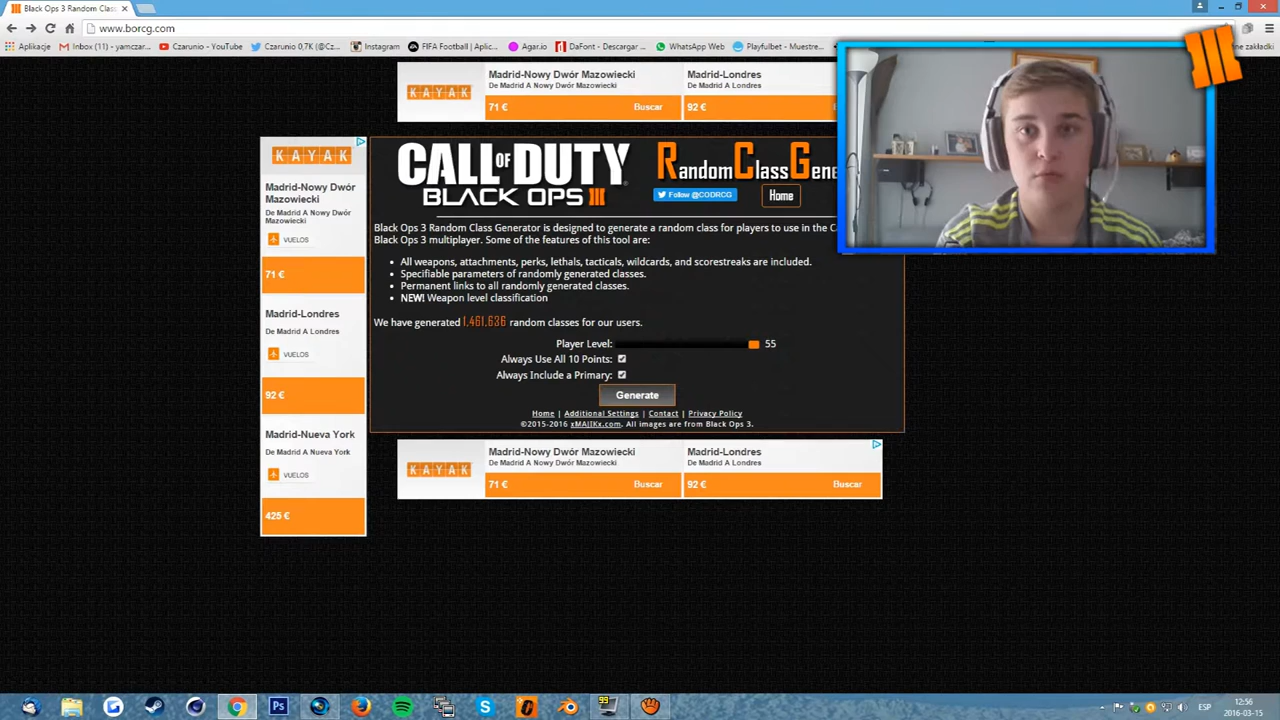 Black Ops 3 Random Clas
www.borcg.com
Aplikacje
Inbox (11) - yamczar...
Czarunio - YouTube
Czarunio 0,7K (@Cz...
Instagram
FIFA Football | Aplic...
Agar.io
DaFont - Descargar ...
WhatsApp Web
Playfulbet - Muestre...
ne zakładki
KAYAK
Madrid-Nowy Dwór Mazowiecki
De Madrid A Nowy Dwór Mazowiecki
71 €
Buscar
Madrid-Londres
De Madrid A Londres
92 €
KAYAK
Madrid-Nowy Dwór
Mazowiecki
De Madrid A Nowy Dwór
Mazowiecki
VUELOS
71 €
Madrid-Londres
De Madrid A Londres
VUELOS
92 €
Madrid-Nueva York
De Madrid A Nueva York
VUELOS
425 €
CALL OF DUTY
BLACK OPS III
RandomClassGene
Follow @CODRCG
Home
Black Ops 3 Random Class Generator is designed to generate a random class for players to use in the Ca
Black Ops 3 multiplayer. Some of the features of this tool are:
All weapons, attachments, perks, lethals, tacticals, wildcards, and scorestreaks are included.
Specifiable parameters of randomly generated classes.
Permanent links to all randomly generated classes.
NEW! Weapon level classification
We have generated 1,461,636 random classes for our users.
Player Level: 55
Always Use All 10 Points:
Always Include a Primary:
Generate
Home | Additional Settings | Contact | Privacy Policy
©2015-2016 xMAJIKx.com. All images are from Black Ops 3.
KAYAK
Madrid-Nowy Dwór Mazowiecki
De Madrid A Nowy Dwór Mazowiecki
71 €
Buscar
Madrid-Londres
De Madrid A Londres
92 €
Buscar
III
Ps
99
ESP
12:56
2016-03-15